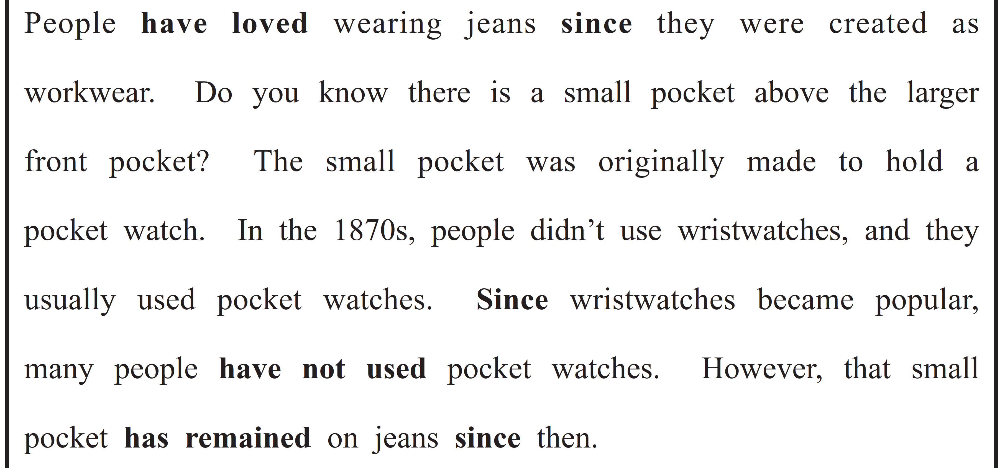 People have loved wearing jeans since they were created as
workwear. Do you know there is a small pocket above the larger
front pocket? The small pocket was originally made to hold a
pocket watch. In the 1870s, people didn’t use wristwatches, and they
usually used pocket watches. Since wristwatches became popular,
many people have not used pocket watches. However, that small
pocket has remained on jeans since then.